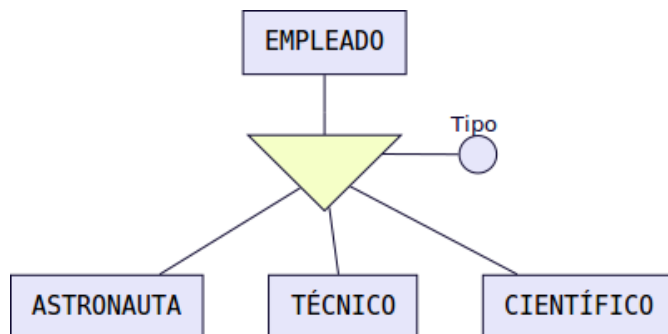 EMPLEADO
Tipo
ASTRONAUTA
TÉCNICO
CIENTÍFICO